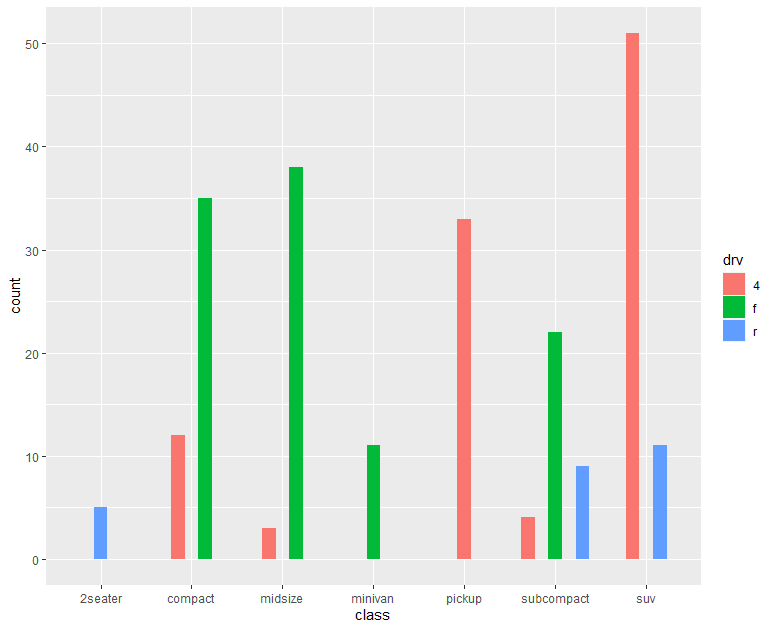 50
40
30
20
10
0
count
2seater compact midsize minivan pickup subcompact suv
class
drv
4
f
r